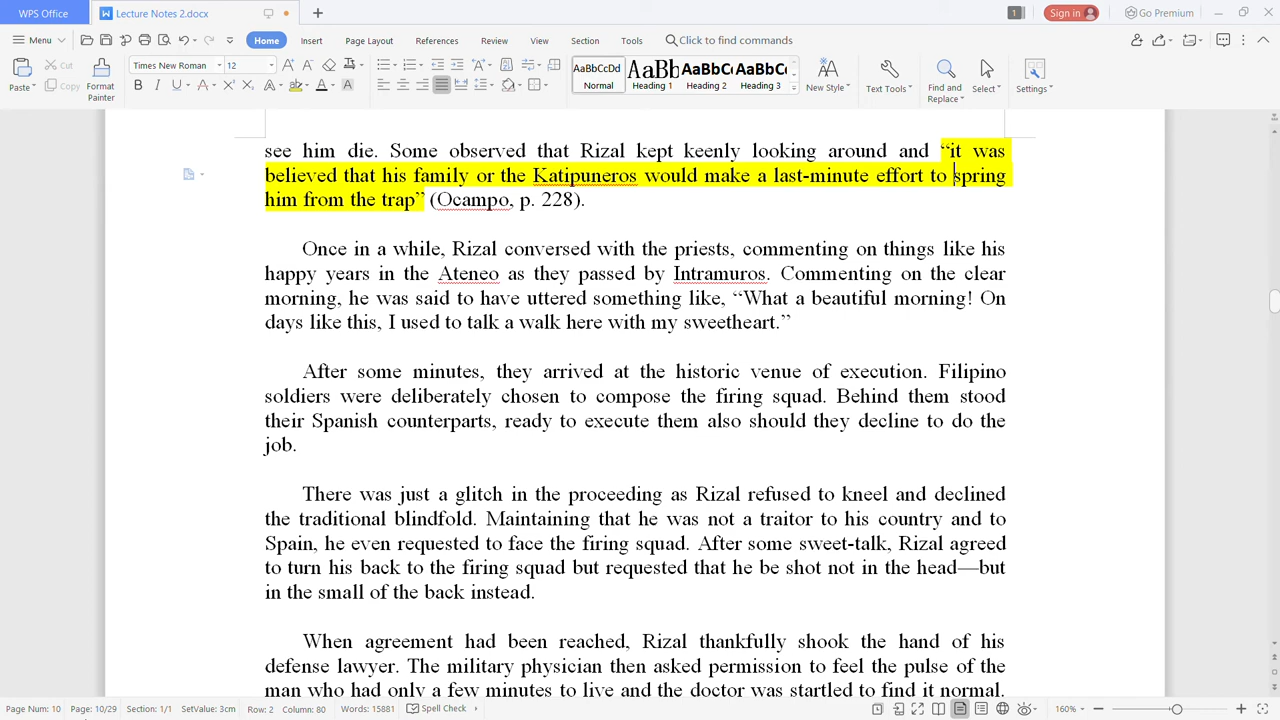 WPS Office
Lecture Notes 2.docx
1
Sign in
Go Premium
Menu
Home
Insert
Page Layout
References
Review
View
Section
Tools
Click to find commands
Paste
Cut
Copy
Format Painter
Times New Roman
12
AaBbCcDd
Normal
AaBb
Heading 1
AaBbC
Heading 2
AaBbC
Heading 3
New Style
Text Tools
Find and Replace
Select
Settings
see him die. Some observed that Rizal kept keenly looking around and “it was
believed that his family or the Katipuneros would make a last-minute effort to spring
him from the trap” (Ocampo, p. 228).
Once in a while, Rizal conversed with the priests, commenting on things like his
happy years in the Ateneo as they passed by Intramuros. Commenting on the clear
morning, he was said to have uttered something like, “What a beautiful morning! On
days like this, I used to talk a walk here with my sweetheart.”
After some minutes, they arrived at the historic venue of execution. Filipino
soldiers were deliberately chosen to compose the firing squad. Behind them stood
their Spanish counterparts, ready to execute them also should they decline to do the
job.
There was just a glitch in the proceeding as Rizal refused to kneel and declined
the traditional blindfold. Maintaining that he was not a traitor to his country and to
Spain, he even requested to face the firing squad. After some sweet-talk, Rizal agreed
to turn his back to the firing squad but requested that he be shot not in the head—but
in the small of the back instead.
When agreement had been reached, Rizal thankfully shook the hand of his
defense lawyer. The military physician then asked permission to feel the pulse of the
man who had only a few minutes to live and the doctor was startled to find it normal.
Page Num: 10
Page: 10/29
Section: 1/1
SetValue: 3cm
Row: 2
Column: 80
Words: 15881
Spell Check
160%